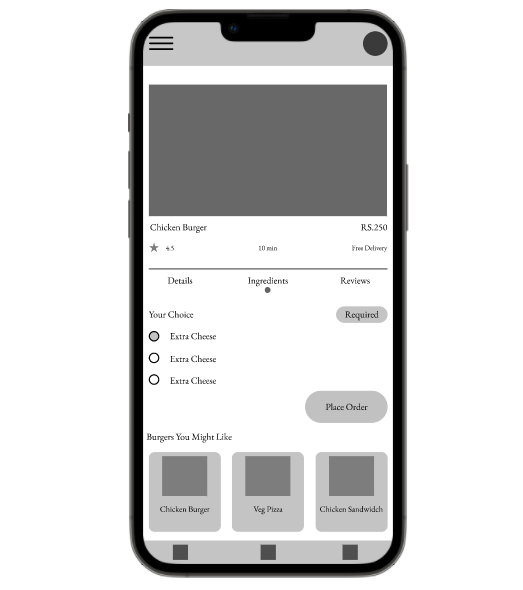 Chicken Burger RS.250
4.5 10 min Free Delivery
Details Ingredients Reviews
Your Choice Required
Extra Cheese
Extra Cheese
Extra Cheese
Place Order
Burgers You Might Like
Chicken Burger Veg Pizza Chicken Sandwidch